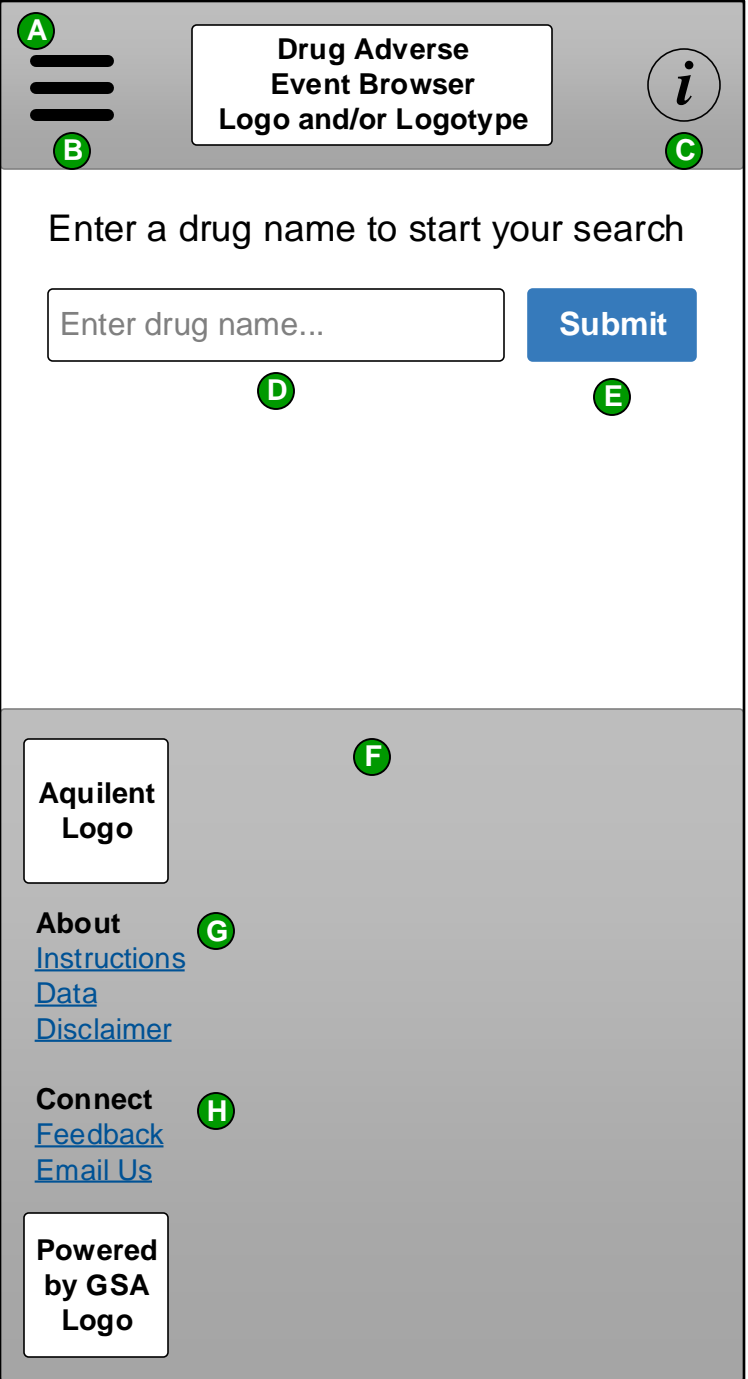 A
Drug Adverse
Event Browser
Logo and/or Logotype
i
B
C
Enter a drug name to start your search
Enter drug name...
Submit
D
E
F
Aquilent
Logo
About
G
Instructions
Data
Disclaimer
Connect
H
Feedback
Email Us
Powered
by GSA
Logo